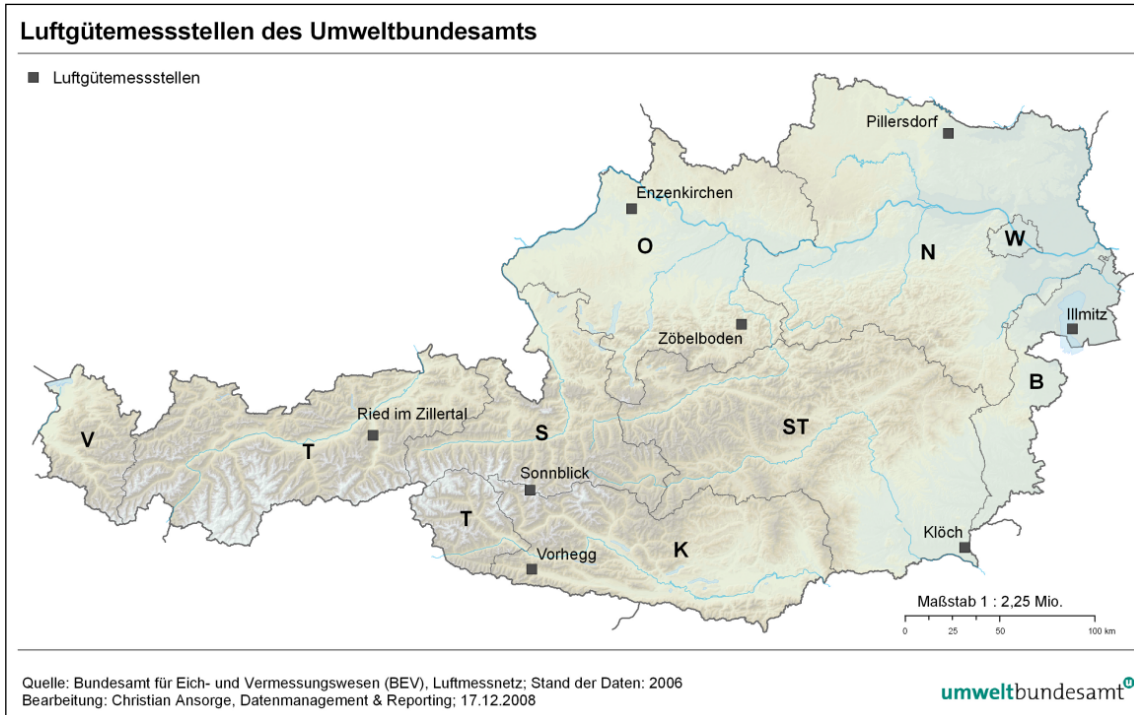 Luftgütemessstellen des Umweltbundesamts
Luftgütemessstellen
Pillersdorf
Enzenkirchen
W
O
N
Illmitz
Zöbelboden
B
Ried im Zillertal
V
T
S
ST
Sonnblick
T
Klöch
K
Vorhegg
Maßstab 1 : 2,25 Mio.
0 25 50 100 km
Quelle: Bundesamt für Eich- und Vermessungswesen (BEV), Luftmessnetz; Stand der Daten: 2006
Bearbeitung: Christian Ansorge, Datenmanagement & Reporting; 17.12.2008
umweltbundesamt